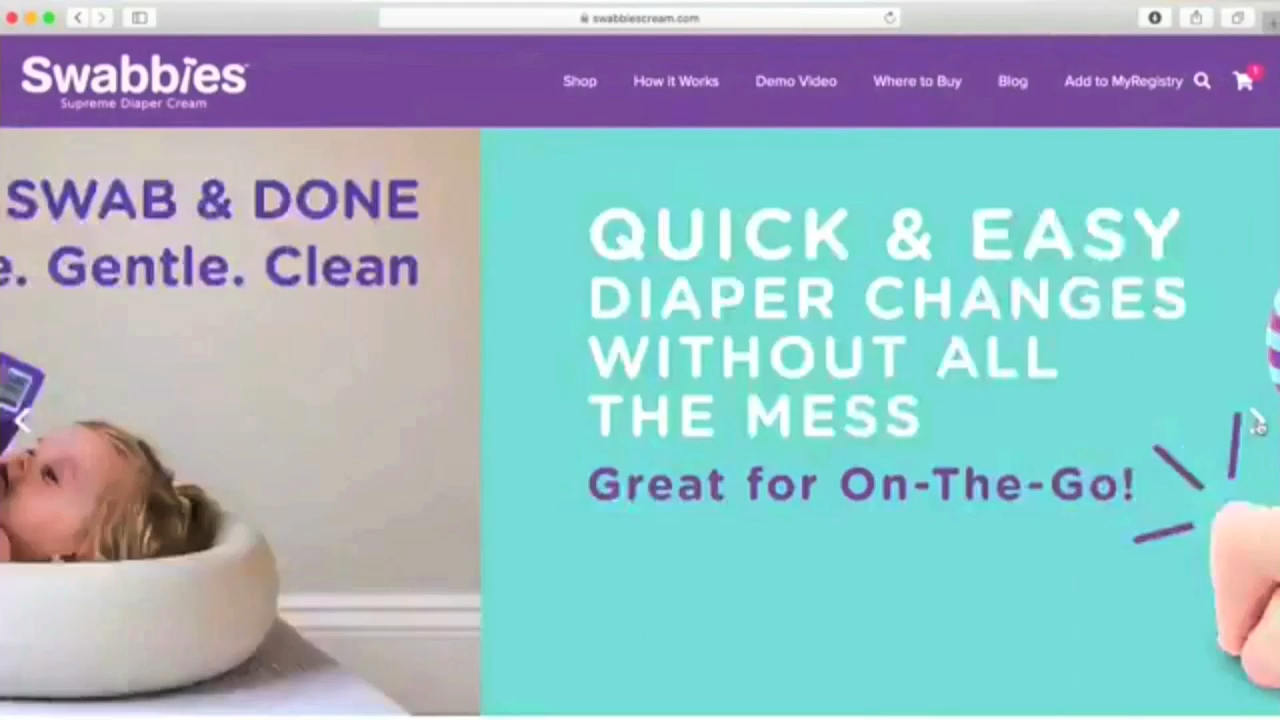 swabbiescream.com
Swabbies
Supreme Diaper Cream
Shop
How it Works
Demo Video
Where to Buy
Blog
Add to MyRegistry
1
SWAB & DONE
e. Gentle. Clean
QUICK & EASY
DIAPER CHANGES
WITHOUT ALL
THE MESS
Great for On-The-Go!